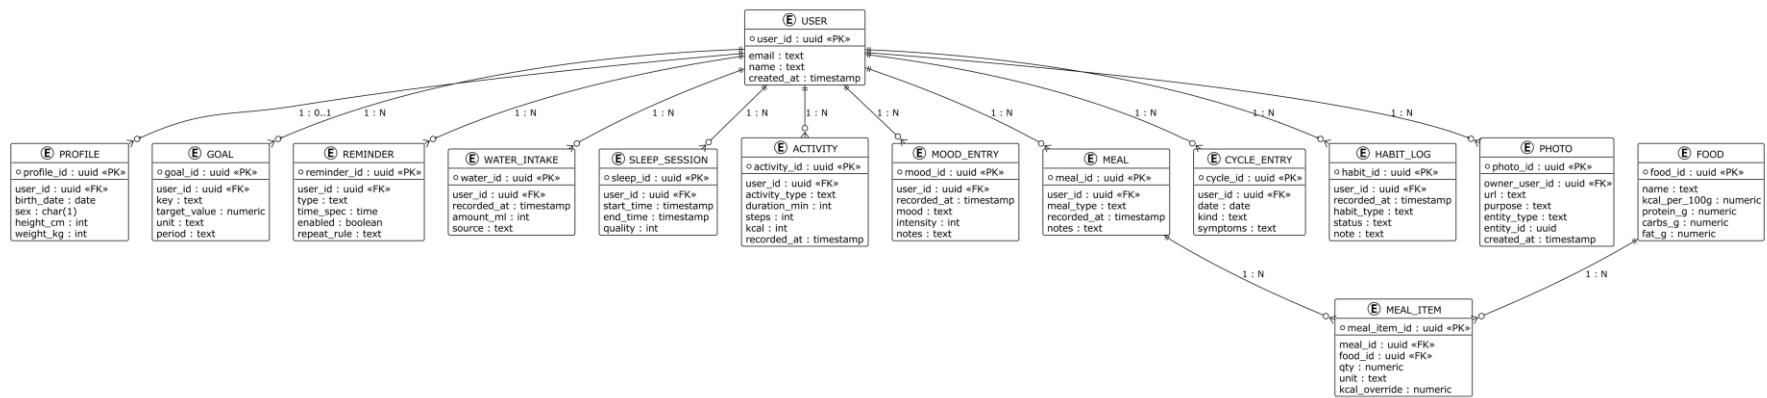 E USER
user_id : uuid «PK»
email : text
name : text
created_at : timestamp
1 : 0..1
1 : N
1 : N
1 : N
1 : N
1 : N
1 : N
1 : N
1 : N
1 : N
1 : N
E PROFILE
profile_id : uuid «PK»
user_id : uuid «FK»
birth_date : date
sex : char(1)
height_cm : int
weight_kg : int
E GOAL
goal_id : uuid «PK»
user_id : uuid «FK»
key : text
target_value : numeric
unit : text
period : text
E REMINDER
reminder_id : uuid «PK»
user_id : uuid «FK»
type : text
time_spec : time
enabled : boolean
repeat_rule : text
E WATER_INTAKE
water_id : uuid «PK»
user_id : uuid «FK»
recorded_at : timestamp
amount_ml : int
source : text
E SLEEP_SESSION
sleep_id : uuid «PK»
user_id : uuid «FK»
start_time : timestamp
end_time : timestamp
quality : int
E ACTIVITY
activity_id : uuid «PK»
user_id : uuid «FK»
activity_type : text
duration_min : int
steps : int
kcal : int
recorded_at : timestamp
E MOOD_ENTRY
mood_id : uuid «PK»
user_id : uuid «FK»
recorded_at : timestamp
mood : text
intensity : int
notes : text
E MEAL
meal_id : uuid «PK»
user_id : uuid «FK»
meal_type : text
recorded_at : timestamp
notes : text
E CYCLE_ENTRY
cycle_id : uuid «PK»
user_id : uuid «FK»
date : date
kind : text
symptoms : text
E HABIT_LOG
habit_id : uuid «PK»
user_id : uuid «FK»
recorded_at : timestamp
habit_type : text
status : text
note : text
E PHOTO
photo_id : uuid «PK»
owner_user_id : uuid «FK»
url : text
purpose : text
entity_type : text
entity_id : uuid
created_at : timestamp
E FOOD
food_id : uuid «PK»
name : text
kcal_per_100g : numeric
protein_g : numeric
carbs_g : numeric
fat_g : numeric
1 : N
1 : N
E MEAL_ITEM
meal_item_id : uuid «PK»
meal_id : uuid «FK»
food_id : uuid «FK»
qty : numeric
unit : text
kcal_override : numeric